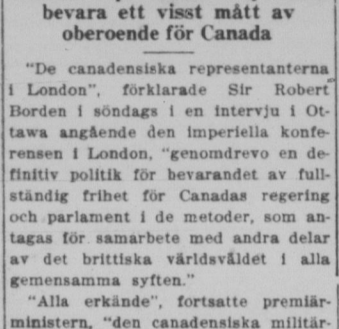 bevara ett visst mått av
oberoende för Canada
"De canadensiska representanterna
i London", förklarade Sir Robert
Borden i söndags i en intervju i Ot-
tawa angående den imperiella konfe-
rensen i London, "genomdrevo en de-
finitiv politik för bevarandet av full-
ständig frihet för Canadas regering
och parlament i de metoder, som an-
tagas för samarbete med andra delar
av det brittiska världsväldet i alla
gemensamma syften."
"Alla erkände", fortsatte premiär-
ministern, "den canadensiska militär-